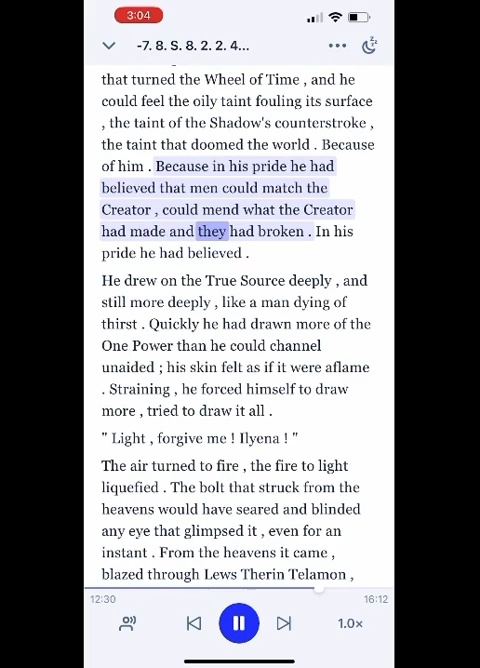 3:04
-7. 8. S. 8. 2. 2. 4...
that turned the Wheel of Time , and he
could feel the oily taint fouling its surface
, the taint of the Shadow's counterstroke ,
the taint that doomed the world . Because
of him . Because in his pride he had
believed that men could match the
Creator , could mend what the Creator
had made and they had broken . In his
pride he had believed .
He drew on the True Source deeply , and
still more deeply , like a man dying of
thirst . Quickly he had drawn more of the
One Power than he could channel
unaided ; his skin felt as if it were aflame
. Straining , he forced himself to draw
more , tried to draw it all .
" Light , forgive me ! Ilyena ! "
The air turned to fire , the fire to light
liquefied . The bolt that struck from the
heavens would have seared and blinded
any eye that glimpsed it , even for an
instant . From the heavens it came ,
blazed through Lews Therin Telamon ,
12:30
16:12
1.0×